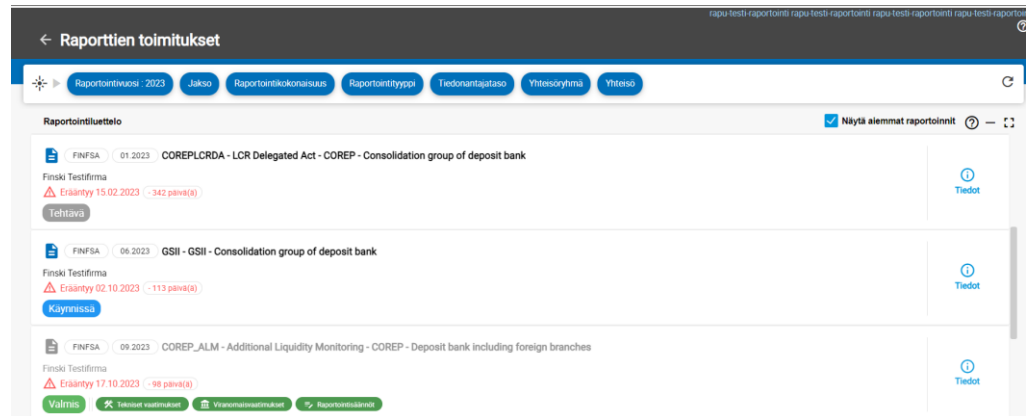 rapu-testi-raportointi rapu-testi-raportointi rapu-testi-raportointi rapu-testi-raportoin
← Raporttien toimitukset
Raportointivuosi : 2023 Jakso Raportointikokonaisuus Raportointityyppi Tiedonantajataso Yhteisöryhmä Yhteisö
Raportointiluettelo Näytä aiemmat raportoinnit
FINFSA 01.2023 COREPLCRDA - LCR Delegated Act - COREP - Consolidation group of deposit bank
Finski Testifirma
Erääntyy 15.02.2023 - 342 päivä(ä)
Tehtävä
Tiedot
FINFSA 06.2023 GSII - GSII - Consolidation group of deposit bank
Finski Testifirma
Erääntyy 02.10.2023 - 113 päivä(ä)
Käynnissä
Tiedot
FINFSA 09.2023 COREP_ALM - Additional Liquidity Monitoring - COREP - Deposit bank including foreign branches
Finski Testifirma
Erääntyy 17.10.2023 - 98 päivä(ä)
Valmis Tekniset vaatimukset Viranomaisvaatimukset Raportointisäännöt
Tiedot